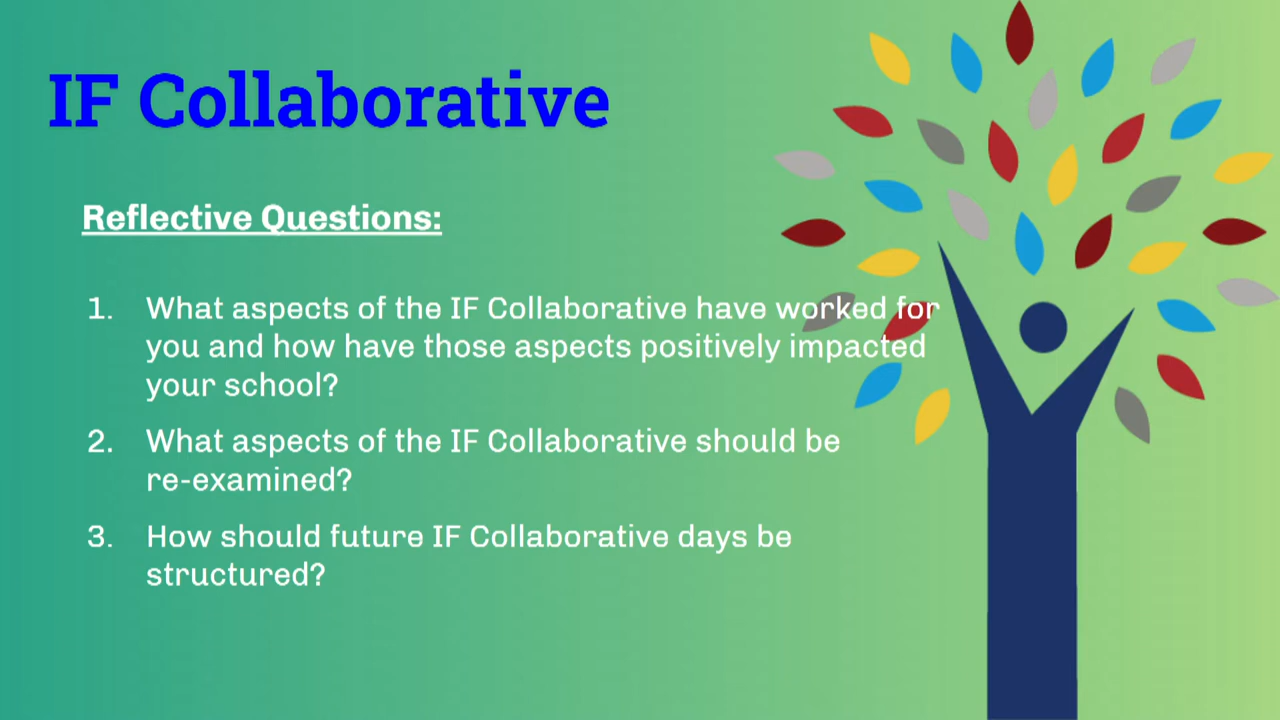 IF Collaborative
Reflective Questions:
1. What aspects of the IF Collaborative have worked for
you and how have those aspects positively impacted
your school?
2. What aspects of the IF Collaborative should be
re-examined?
3. How should future IF Collaborative days be
structured?